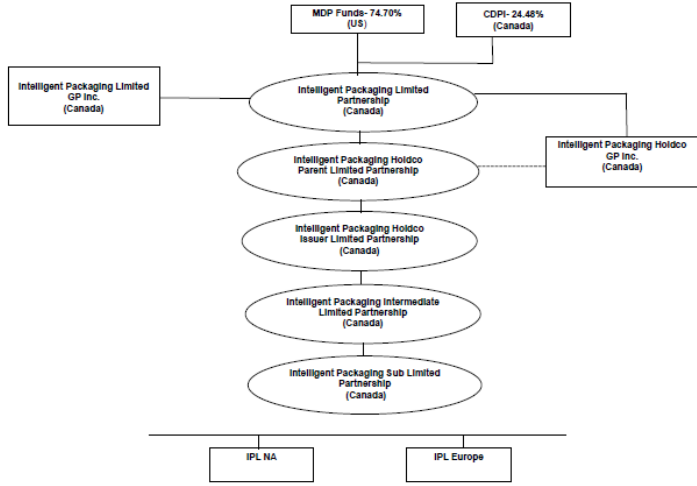 MDP Funds- 74.70%
(US)
CDPI- 24.48%
(Canada)
Intelligent Packaging Limited
GP Inc.
(Canada)
Intelligent Packaging Limited
Partnership
(Canada)
Intelligent Packaging Holdco
GP Inc.
(Canada)
Intelligent Packaging Holdco
Parent Limited Partnership
(Canada)
Intelligent Packaging Holdco
Issuer Limited Partnership
(Canada)
Intelligent Packaging Intermediate
Limited Partnership
(Canada)
Intelligent Packaging Sub Limited
Partnership
(Canada)
IPL NA
IPL Europe